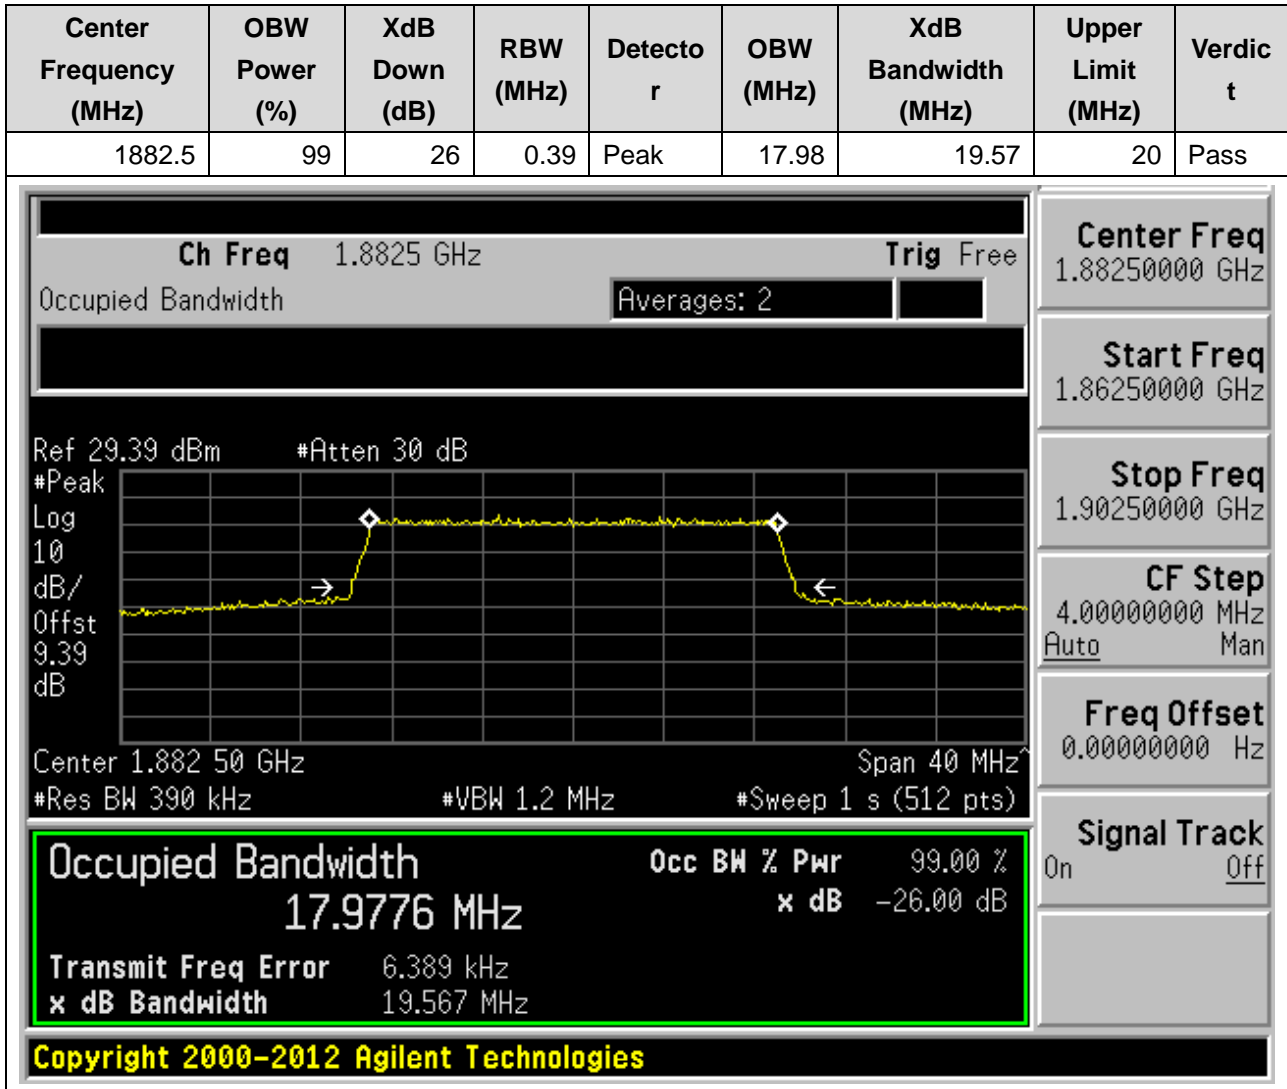 Center Frequency (MHz) OBW Power (%) XdB Down (dB) RBW (MHz) Detecto r OBW (MHz) XdB Bandwidth (MHz) Upper Limit (MHz) Verdic t
1882.5 99 26 0.39 Peak 17.98 19.57 20 Pass
Ch Freq 1.8825 GHz Trig Free
Occupied Bandwidth Averages: 2
Ref 29.39 dBm #Atten 30 dB
#Peak
Log
10
dB/
Offst
9.39
dB
Center 1.882 50 GHz Span 40 MHz^
#Res BW 390 kHz #VBW 1.2 MHz #Sweep 1 s (512 pts)
Occupied Bandwidth Occ BW % Pwr 99.00 %
17.9776 MHz x dB -26.00 dB
Transmit Freq Error 6.389 kHz
x dB Bandwidth 19.567 MHz
Copyright 2000-2012 Agilent Technologies
Center Freq
1.88250000 GHz
Start Freq
1.86250000 GHz
Stop Freq
1.90250000 GHz
CF Step
4.00000000 MHz
Auto Man
Freq Offset
0.00000000 Hz
Signal Track
On Off